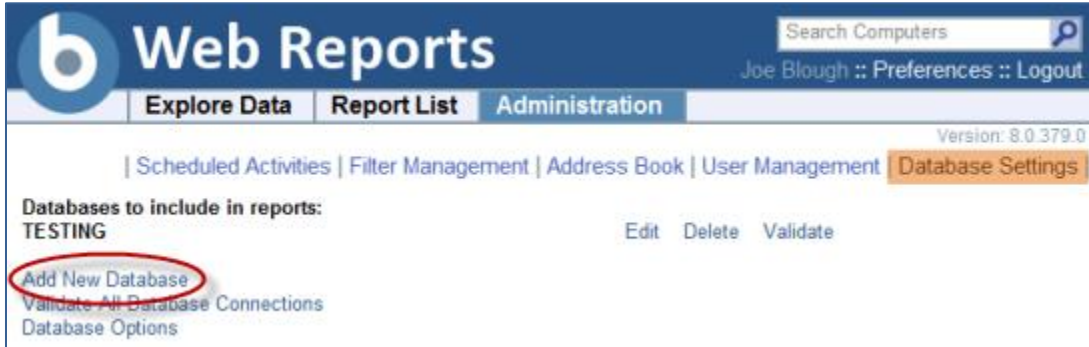 b Web Reports
Search Computers
Joe Blough :: Preferences :: Logout
Explore Data | Report List | Administration
Version: 8.0.379.0
| Scheduled Activities | Filter Management | Address Book | User Management | Database Settings |
Databases to include in reports:
TESTING Edit Delete Validate
Add New Database
Validate All Database Connections
Database Options